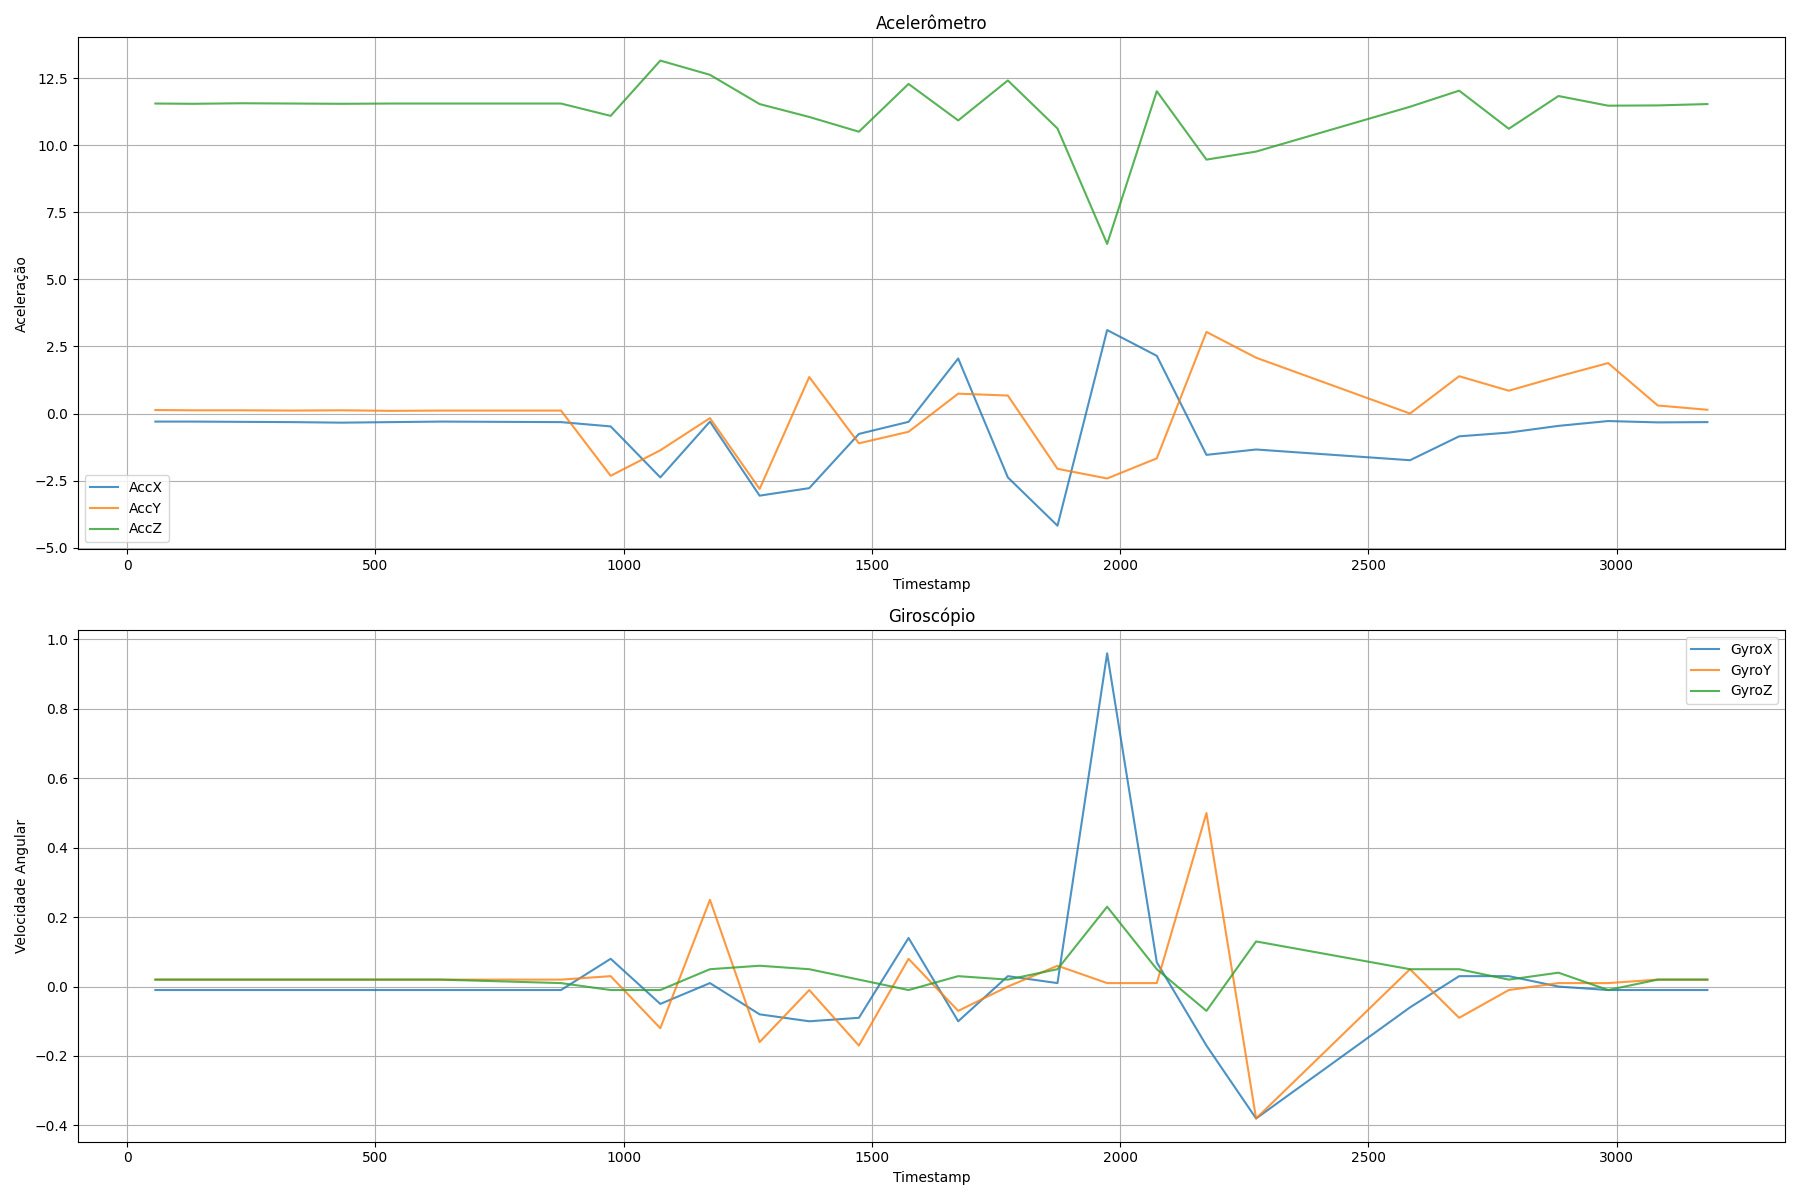 Acelerômetro
12.5
10.0
7.5
5.0
2.5
0.0
−2.5
−5.0
Aceleração
AccX
AccY
AccZ
0 500 1000 1500 2000 2500 3000
Timestamp
Giroscópio
1.0
0.8
0.6
0.4
0.2
0.0
−0.2
−0.4
Velocidade Angular
GyroX
GyroY
GyroZ
0 500 1000 1500 2000 2500 3000
Timestamp